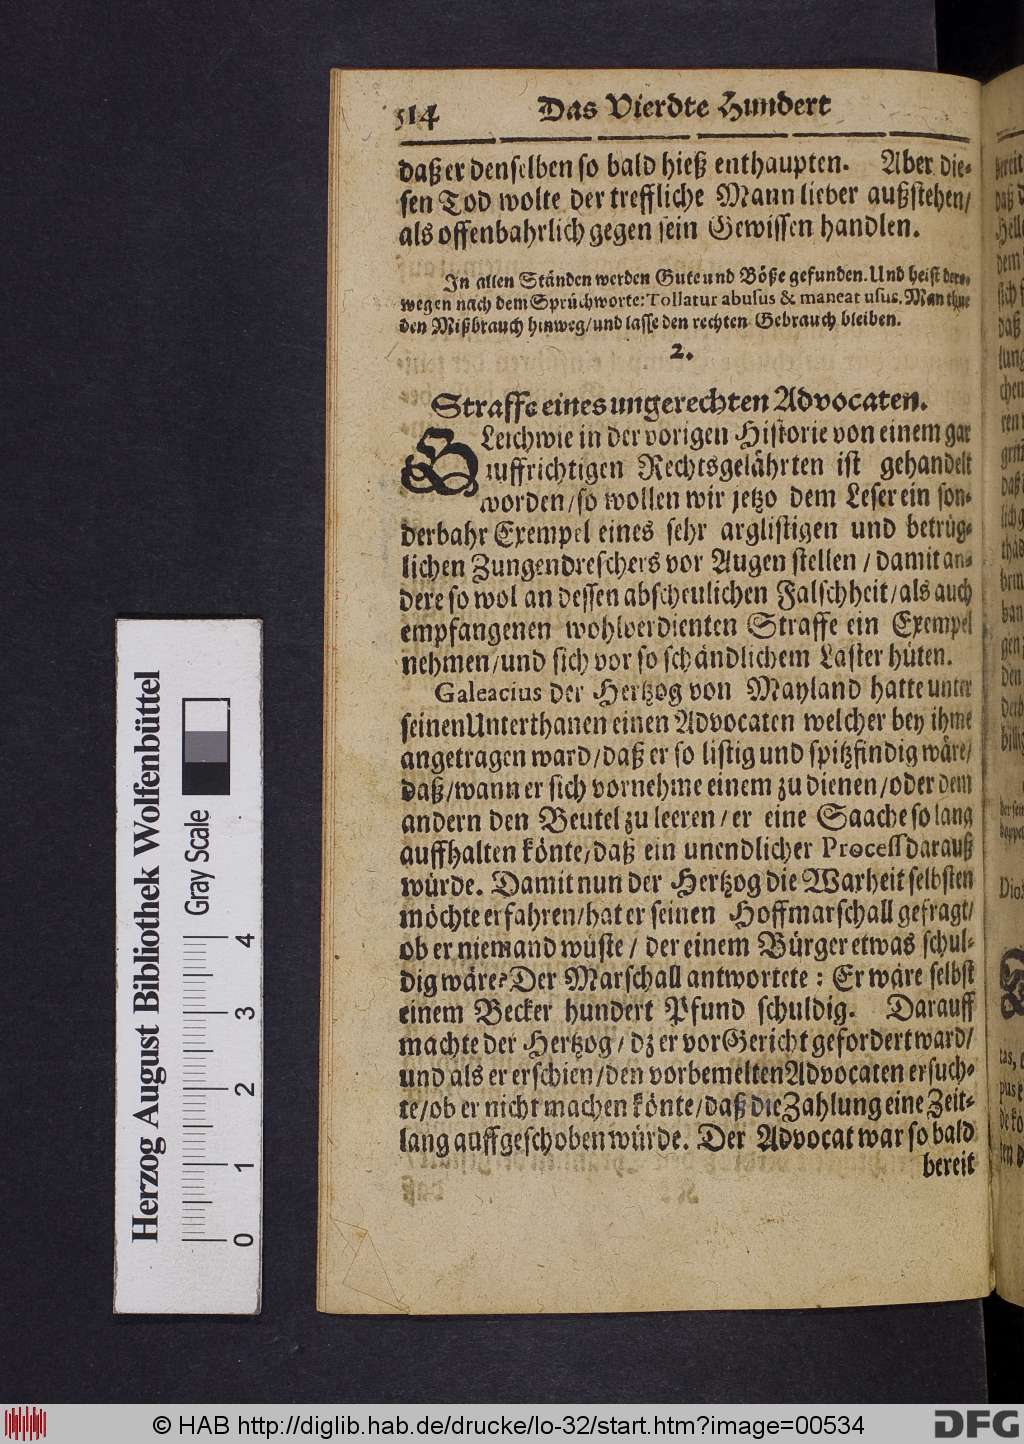 514 Das Vierdte Hundert
daß er denselben so bald hieß enthaupten. Aber die-
sen Tod wolte der treffliche Mann lieber außstehen/
als offenbahrlich gegen sein Gewissen handlen.
In allen Ständen werden Gute und Böße gefunden. Und heist dero-
wegen nach dem Sprüchworte: Tollatur abusus & maneat usus. Man thue
den Mißbrauch hinweg/und lasse den rechten Gebrauch bleiben.
2.
Straffe eines ungerechten Advocaten.
GLeichwie in der vorigen Historie von einem gar
auffrichtigen Rechtsgelährten ist gehandelt
worden/so wollen wir jetzo dem Leser ein son-
derbahr Exempel eines sehr arglistigen und betrüg-
lichen Zungendreschers vor Augen stellen / damit an-
dere so wol an dessen abscheulichen Falschheit/als auch
empfangenen wohlverdienten Straffe ein Exempel
nehmen/und sich vor so schändlichem Laster hüten.
Galeacius der Hertzog von Mayland hatte unter
seinen Unterthanen einen Advocaten welcher bey ihme
angetragen ward/daß er so listig und spitzfindig wäre/
daß/wann er sich vornehme einem zu dienen/oder dem
andern den Beutel zu leeren/er eine Saache so lang
auffhalten könte/daß ein unendlicher Process darauß
würde. Damit nun der Hertzog die Warheit selbsten
möchte erfahren/hat er seinen Hoffmarschall gefragt/
ob er niemand wüste / der einem Bürger etwas schul-
dig wäre? Der Marschall antwortete: Er wäre selbst
einem Becker hundert Pfund schuldig. Darauff
machte der Hertzog/dz er vor Gericht gefordert ward/
und als er erschien/den vorbemelten Advocaten ersuch-
te/ob er nicht machen könte/daß die Zahlung eine Zeit-
lang auffgeschoben würde. Der Advocat war so bald
bereit
Herzog August Bibliothek Wolfenbüttel
Gray Scale
0 1 2 3 4
© HAB http://diglib.hab.de/drucke/lo-32/start.htm?image=00534
DFG